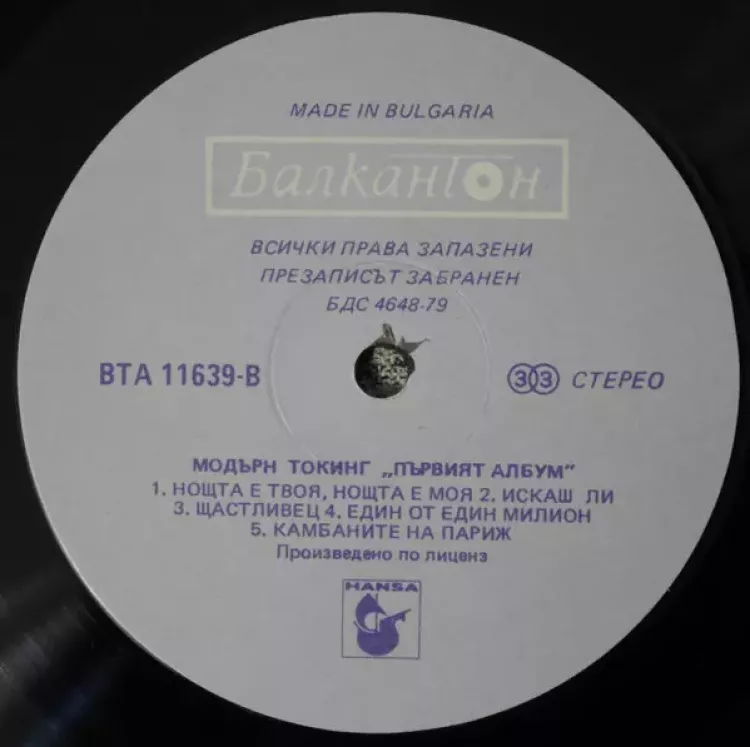 MADE IN BULGARIA
Балкантон
ВСИЧКИ ПРАВА ЗАПАЗЕНИ
ПРЕЗАПИСЪТ ЗАБРАНЕН
БДС 4648-79
ВТА 11639-В
33 СТЕРЕО
МОДЪРН ТОКИНГ „ПЪРВИЯТ АЛБУМ”
1. НОЩТА Е ТВОЯ, НОЩТА Е МОЯ 2. ИСКАШ ЛИ
3. ЩАСТЛИВЕЦ 4. ЕДИН ОТ ЕДИН МИЛИОН
5. КАМБАНИТЕ НА ПАРИЖ
Произведено по лиценз
HANSA